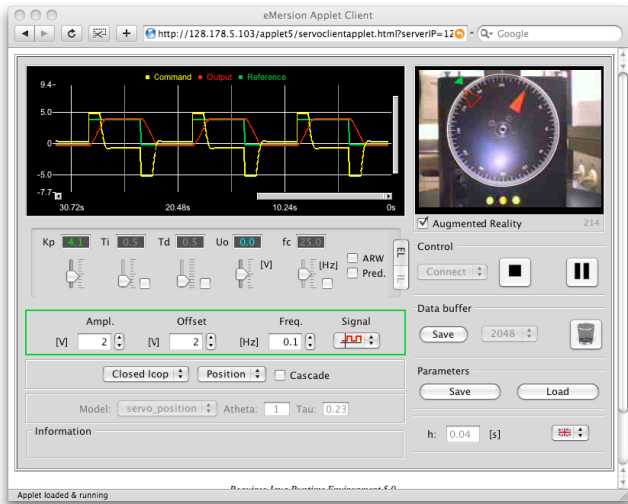 eMersion Applet Client
http://128.178.5.103/applet5/servoclientapplet.html?serverIP=12
Google
Command Output Reference
9.4-
5.0-
0-
-5.0-
-7.7
30.72s 20.48s 10.24s 0s
Augmented Reality 214
Kp 4.1 Ti 0.5 Td 0.5 Uo 0.0 fc 25.0
[V] [Hz] ARW
Pred.
EL
IL
Control
Connect
Ampl. Offset Freq. Signal
[V] 2 [V] 2 [Hz] 0.1
Data buffer
Save 2048
Closed loop Position Cascade
Parameters
Save Load
Model: servo_position Atheta: 1 Tau: 0.23
Information
h: 0.04 [s]
Requires Java Runtime Environment 5.0
Applet loaded & running